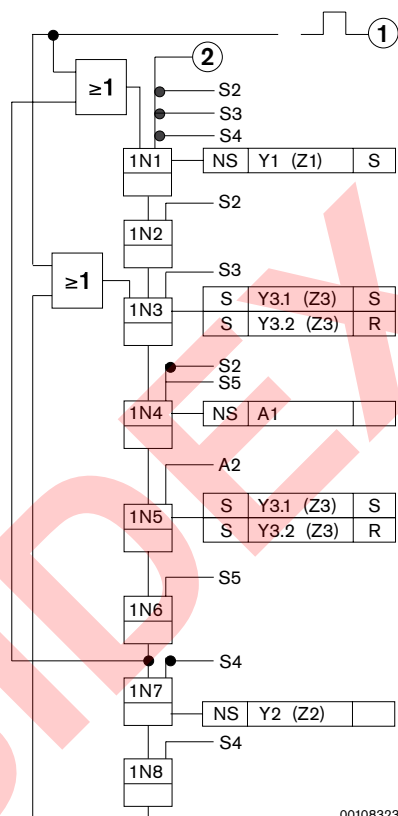 1
2
≥1
S2
S3
S4
1N1
NS Y1 (Z1) S
S2
1N2
S3
≥1
1N3
S Y3.1 (Z3) S
S Y3.2 (Z3) R
S2
S5
1N4
NS A1
A2
1N5
S Y3.1 (Z3) S
S Y3.2 (Z3) R
S5
1N6
S4
1N7
NS Y2 (Z2)
S4
1N8
00108323